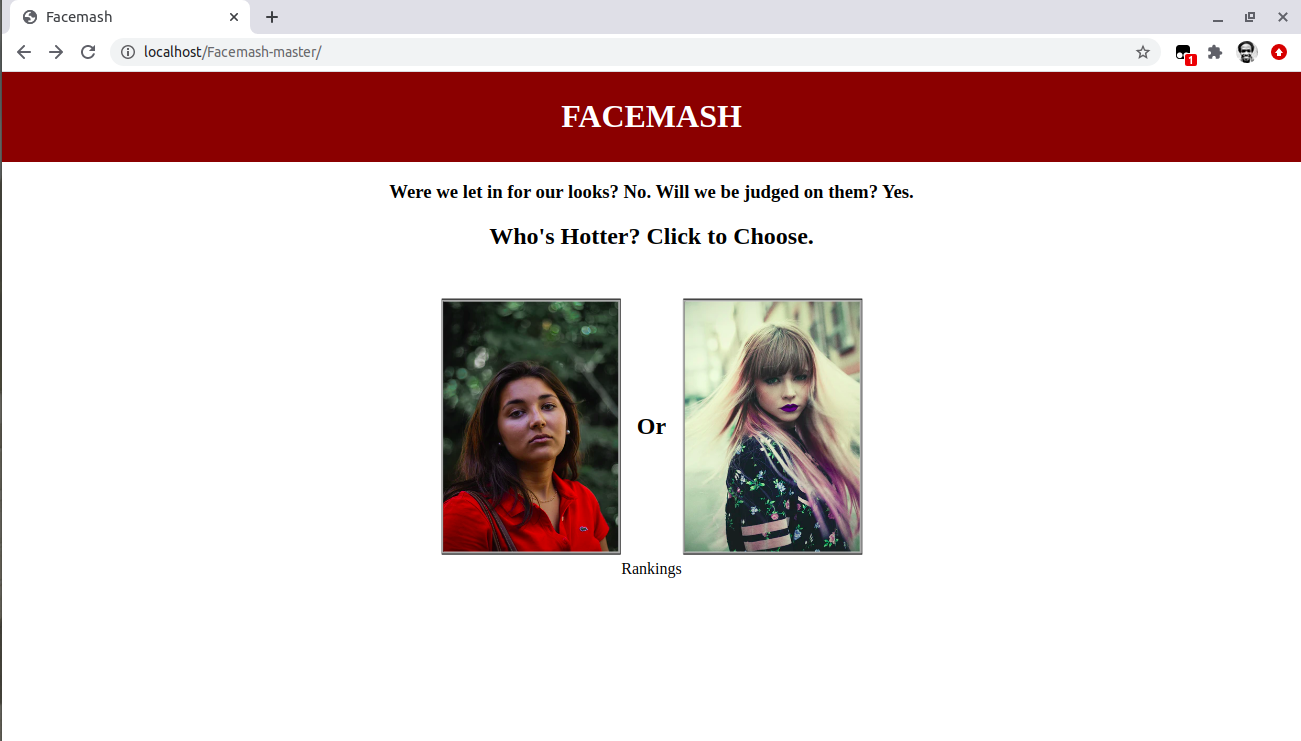 Facemash
localhost/Facemash-master/
1
FACEMASH
Were we let in for our looks? No. Will we be judged on them? Yes.
Who's Hotter? Click to Choose.
Or
Rankings